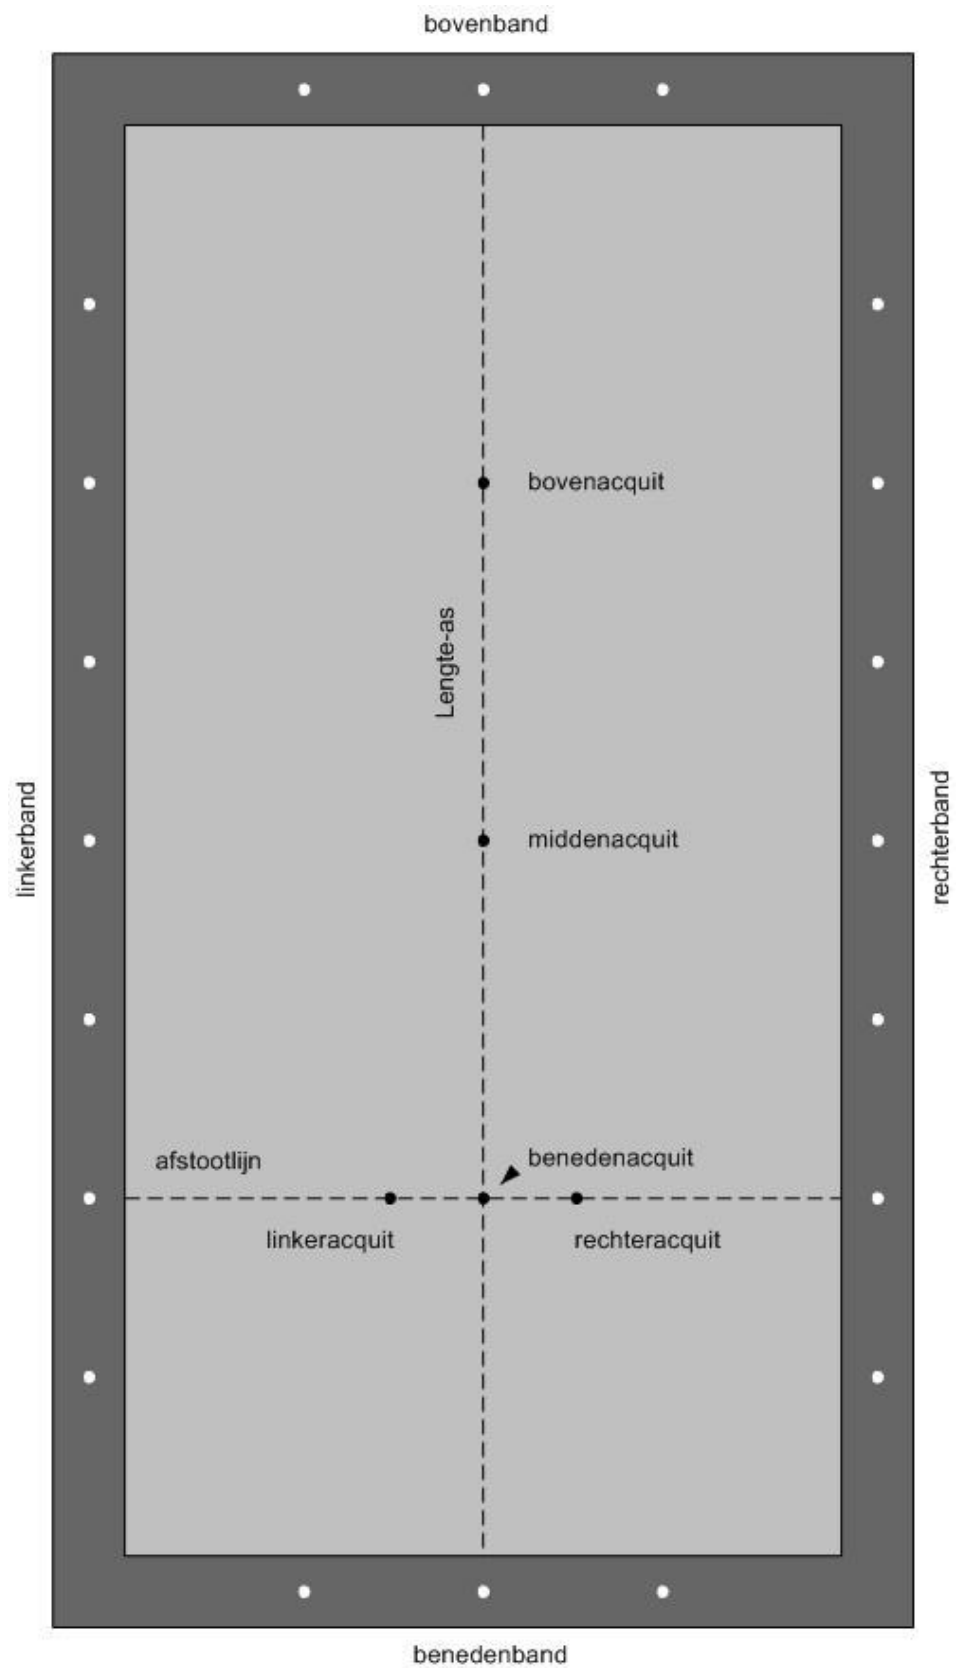 bovenband
bovenacquit
Lengte-as
linkerband
middenacquit
rechterband
afstootlijn
benedenacquit
linkeracquit
rechteracquit
benedenband